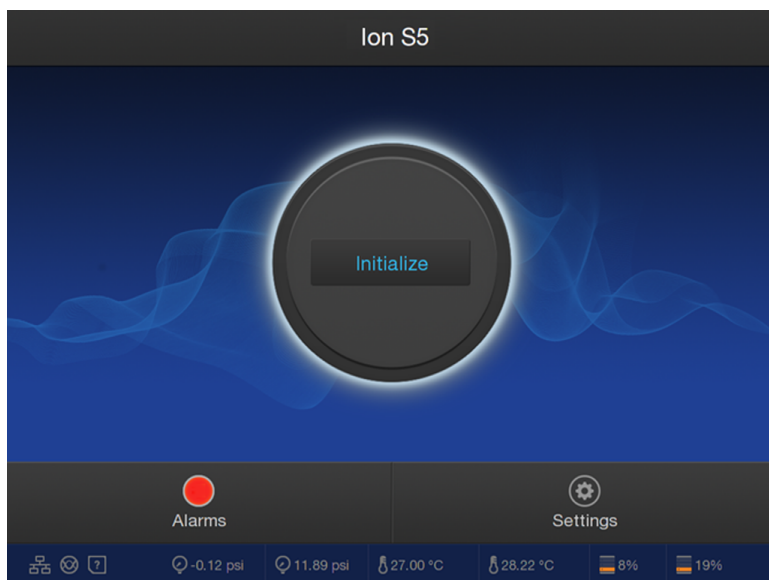 Ion S5
Initialize
Alarms
Settings
? -0.12 psi 11.89 psi 27.00 °C 28.22 °C 8% 19%